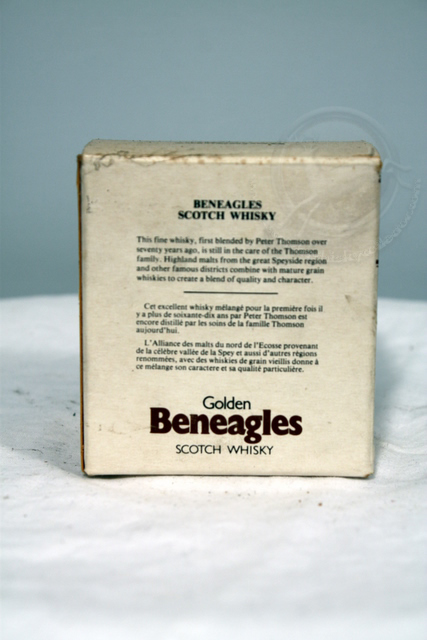 BENEAGLES
SCOTCH WHISKY
This fine whisky, first blended by Peter Thomson over
seventy years ago, is still in the care of the Thomson
family. Highland malts from the great Speyside region
and other famous districts combine with mature grain
whiskies to create a blend of quality and character.
Cet excellent whisky mélangé pour la première fois il
y a plus de soixante-dix ans par Peter Thomson est
encore distillé par les soins de la famille Thomson
aujourd'hui.
L'Alliance des malts du nord de l'Ecosse provenant
de la célèbre vallée de la Spey et aussi d'autres régions
renommées, avec des whiskies de grain vieillis donne à
ce mélange son caractere et sa qualité particulière.
Golden
Beneagles
SCOTCH WHISKY